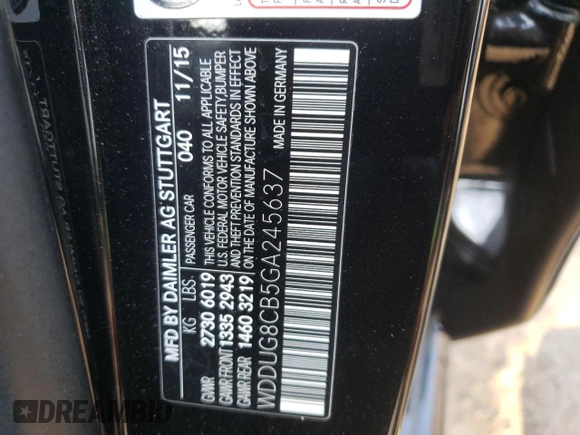 MFD BY DAIMLER AG STUTTGART
PASSENGER CAR 040 11/15
KG LBS
GVWR 2730 6019
GAWR FRONT 1335 2943
GAWR REAR 1460 3219
THIS VEHICLE CONFORMS TO ALL APPLICABLE
U.S. FEDERAL MOTOR VEHICLE SAFETY, BUMPER
AND THEFT PREVENTION STANDARDS IN EFFECT
ON THE DATE OF MANUFACTURE SHOWN ABOVE
WDDUG8CB5GA245637
MADE IN GERMANY
DREAMBID